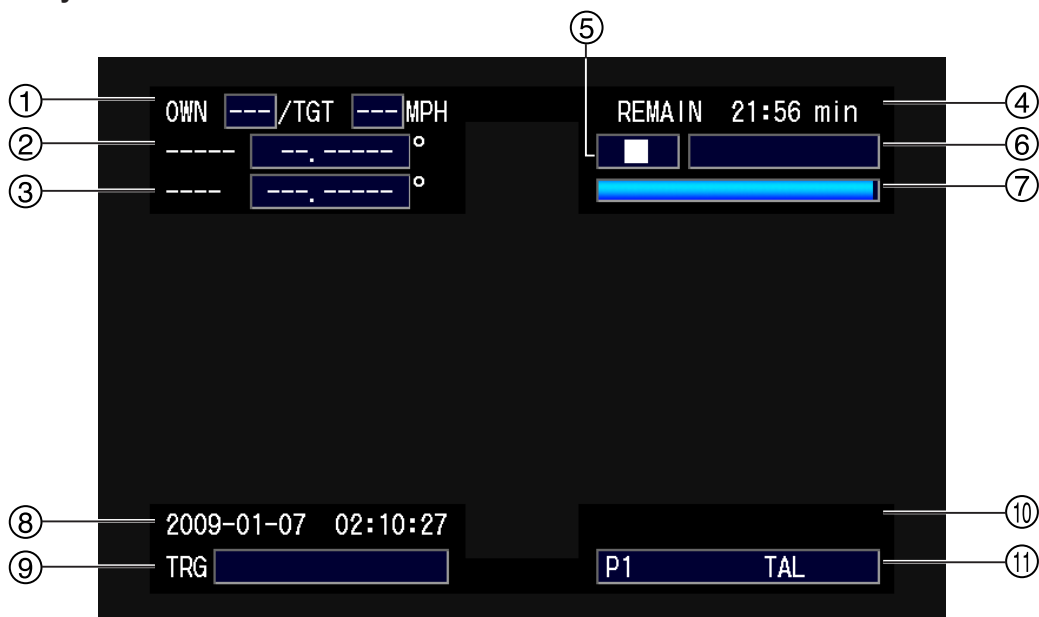 ⑤
① OWN ---/TGT ---MPH
REMAIN 21:56 min ④
② ----- --.-----°
⑥
③ ---- ---.-----°
⑦
⑧ 2009-01-07 02:10:27
⑩
⑨ TRG
P1 TAL ⑪